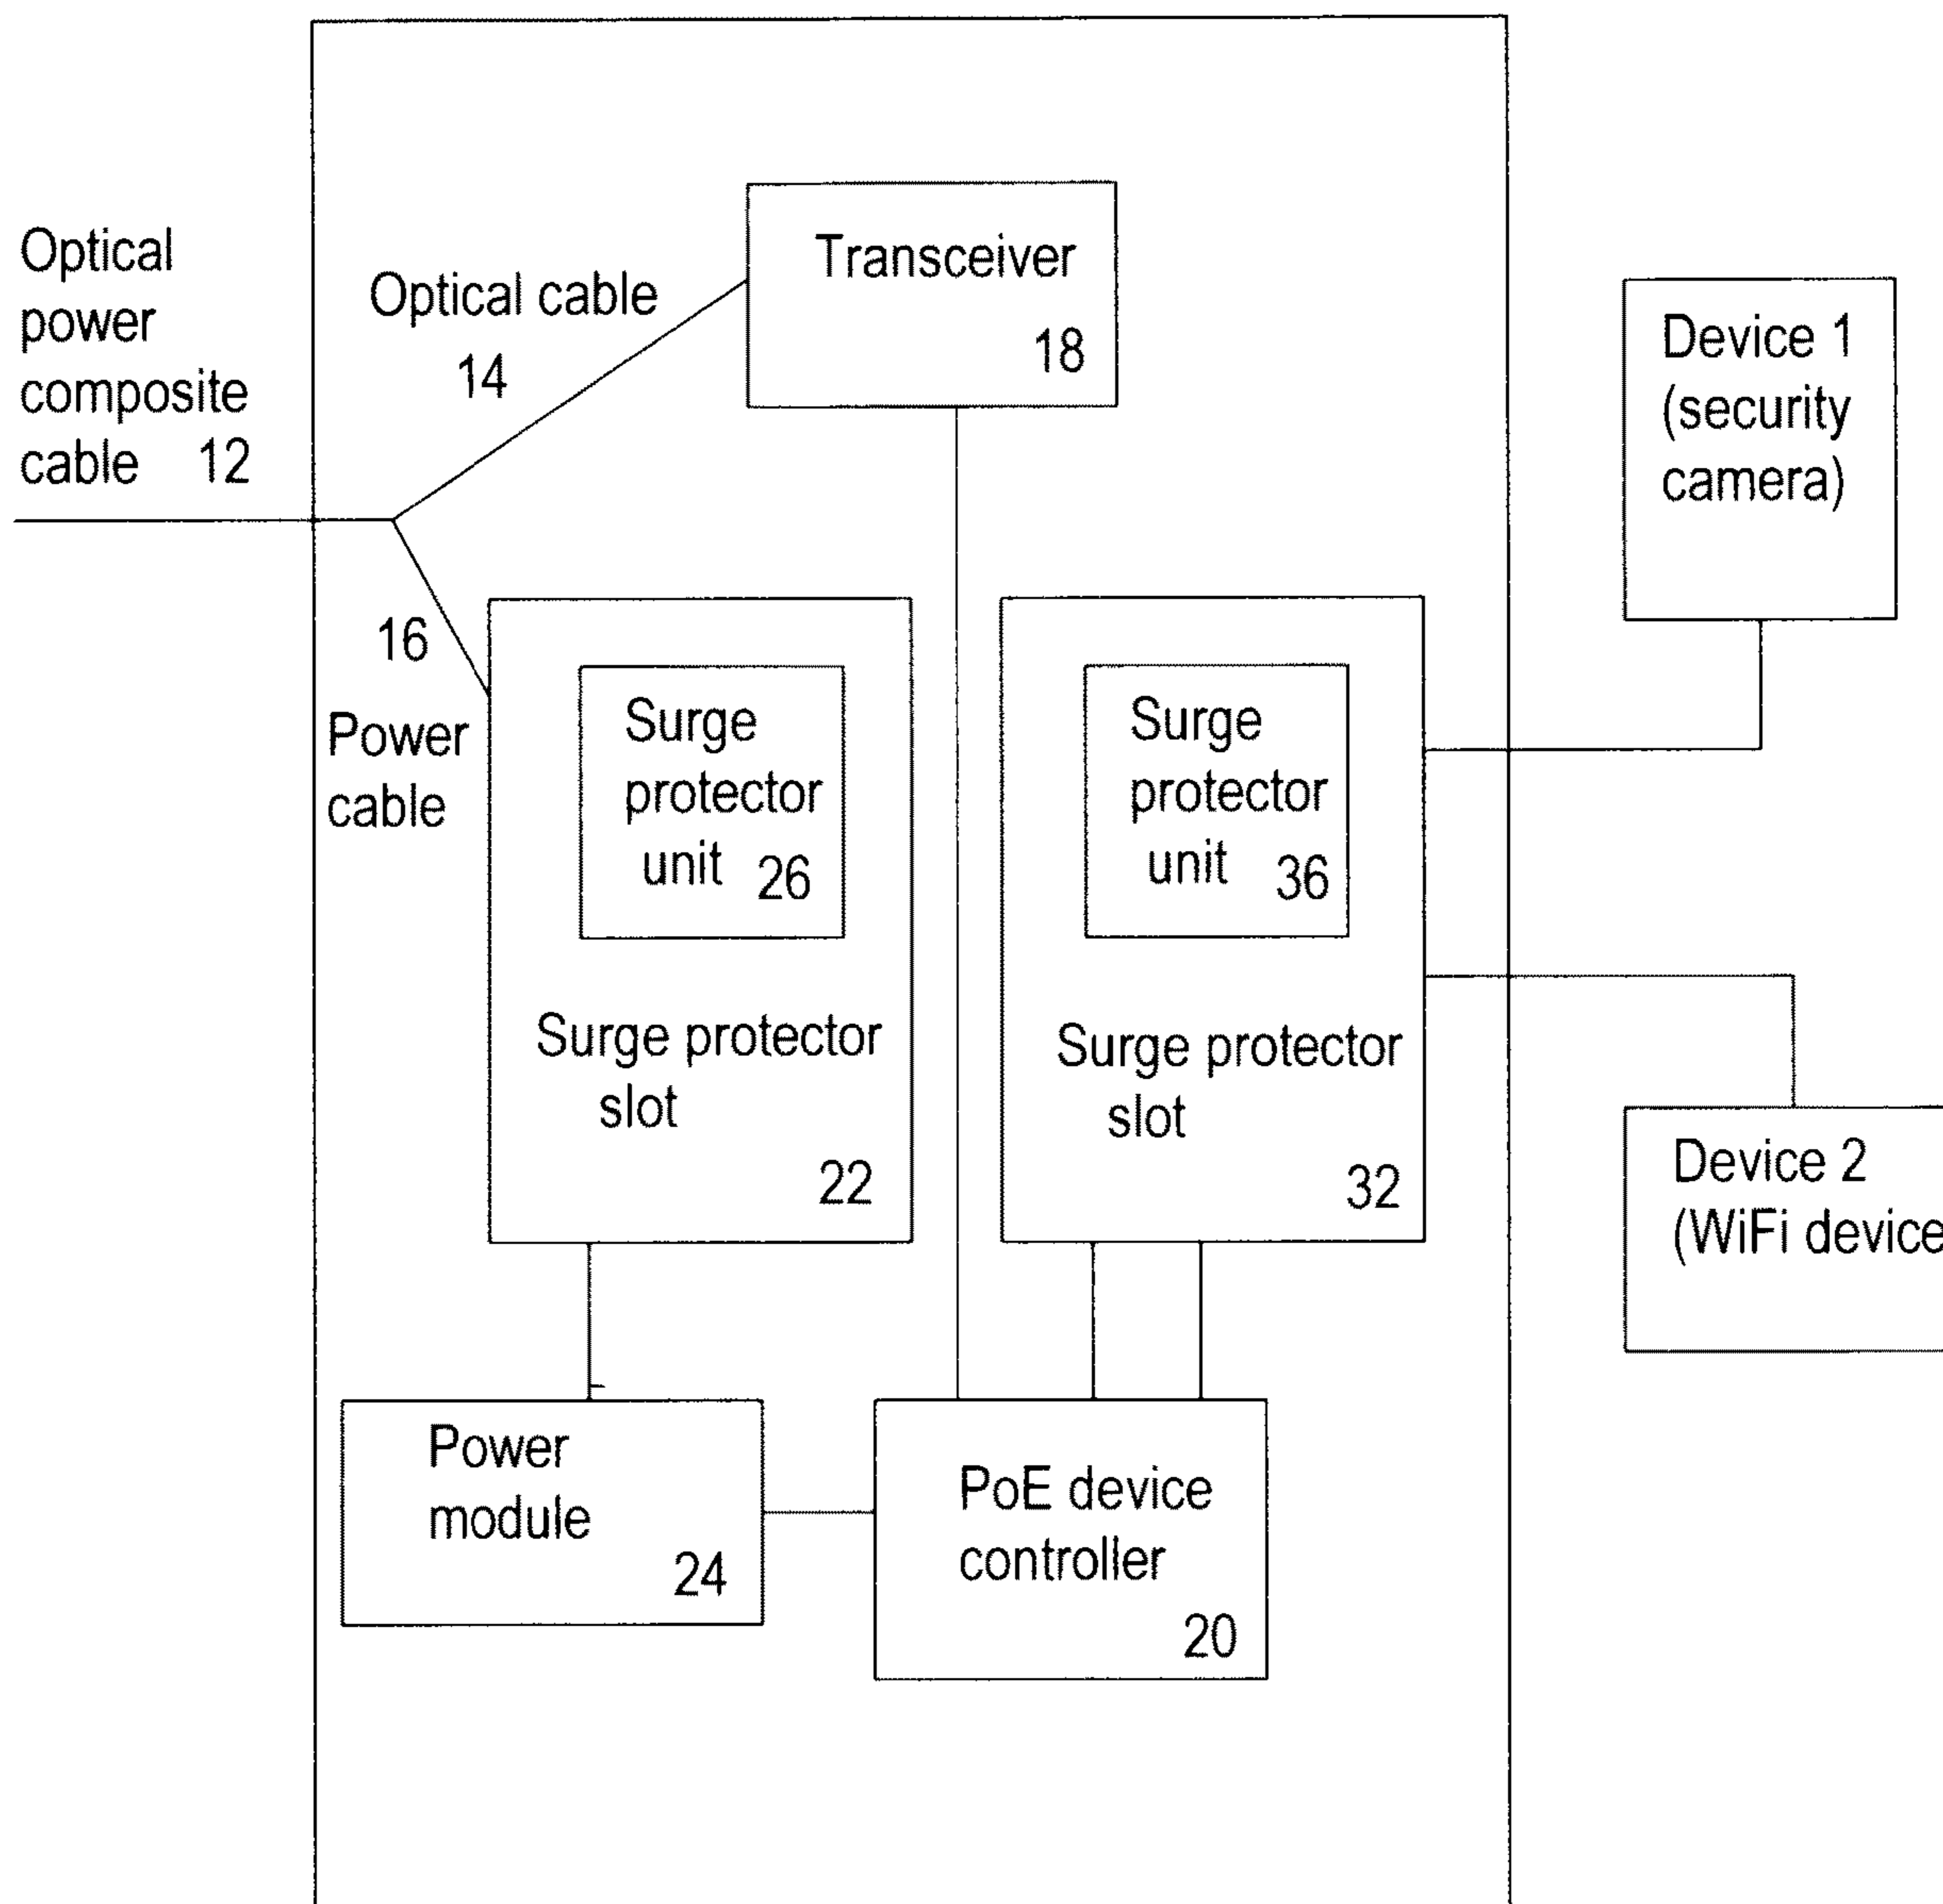 Optical
power
composite
cable 12
Optical cable
14
Transceiver
18
16
Power
cable
Surge
protector
unit 26
Surge protector
slot
22
Surge
protector
unit 36
Surge protector
slot
32
Device 1
(security
camera)
Device 2
(WiFi device
Power
module
24
PoE device
controller
20